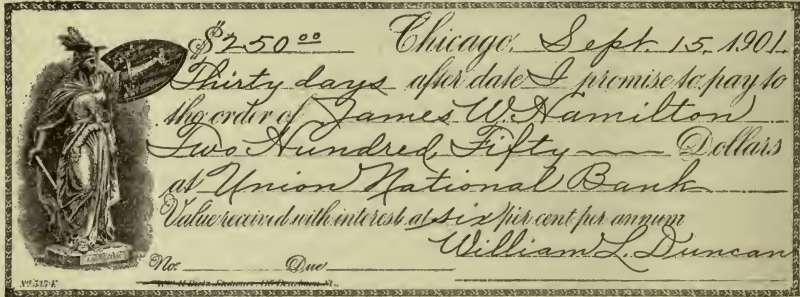 $250.00 Chicago, Sept. 15, 1901.
Thirty days after date I promise to pay to
the order of James W. Hamilton
Two Hundred Fifty Dollars
at Union National Bank
Value received with interest at six per cent per annum
William L. Duncan
No. Due